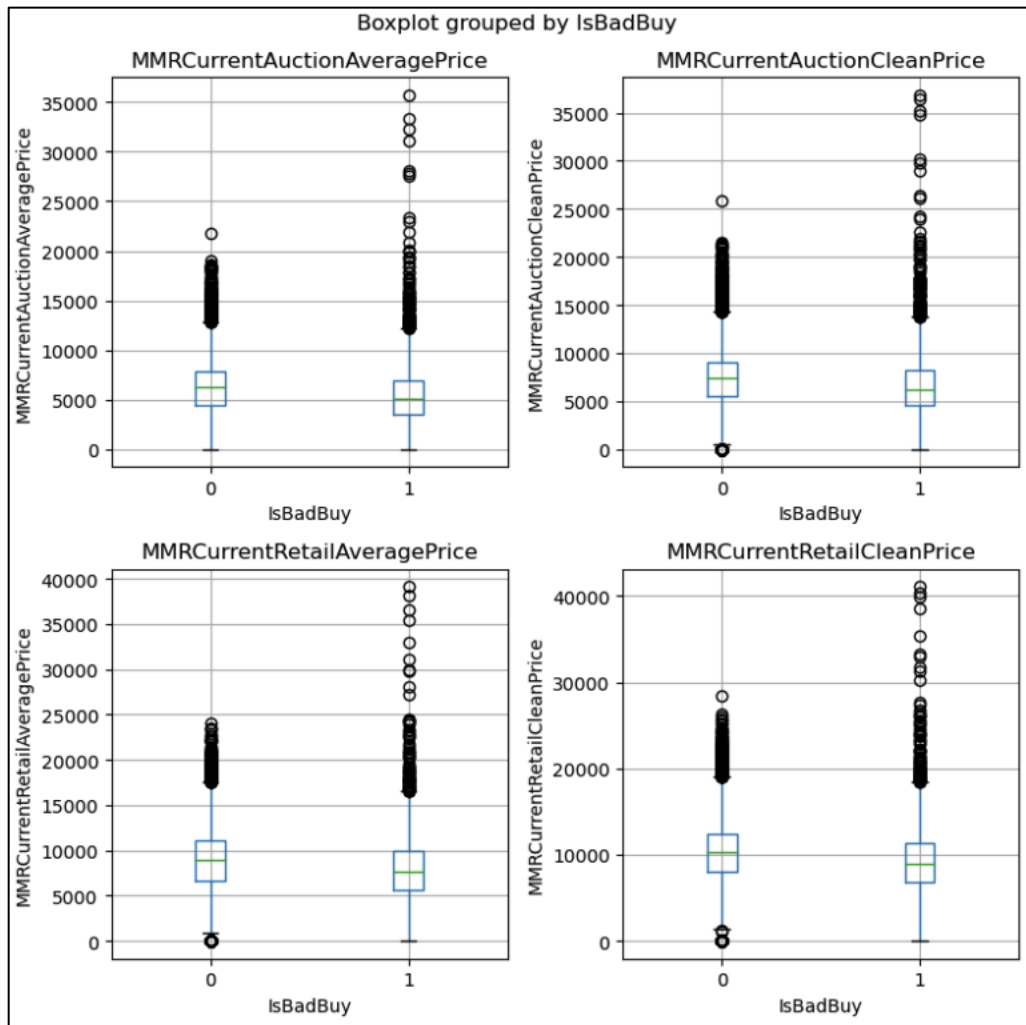 Boxplot grouped by IsBadBuy
MMRCurrentAuctionAveragePrice
MMRCurrentAuctionAveragePrice
35000
30000
25000
20000
15000
10000
5000
0
0 1
IsBadBuy
MMRCurrentAuctionCleanPrice
MMRCurrentAuctionCleanPrice
35000
30000
25000
20000
15000
10000
5000
0
0 1
IsBadBuy
MMRCurrentRetailAveragePrice
MMRCurrentRetailAveragePrice
40000
35000
30000
25000
20000
15000
10000
5000
0
0 1
IsBadBuy
MMRCurrentRetailCleanPrice
MMRCurrentRetailCleanPrice
40000
30000
20000
10000
0
0 1
IsBadBuy